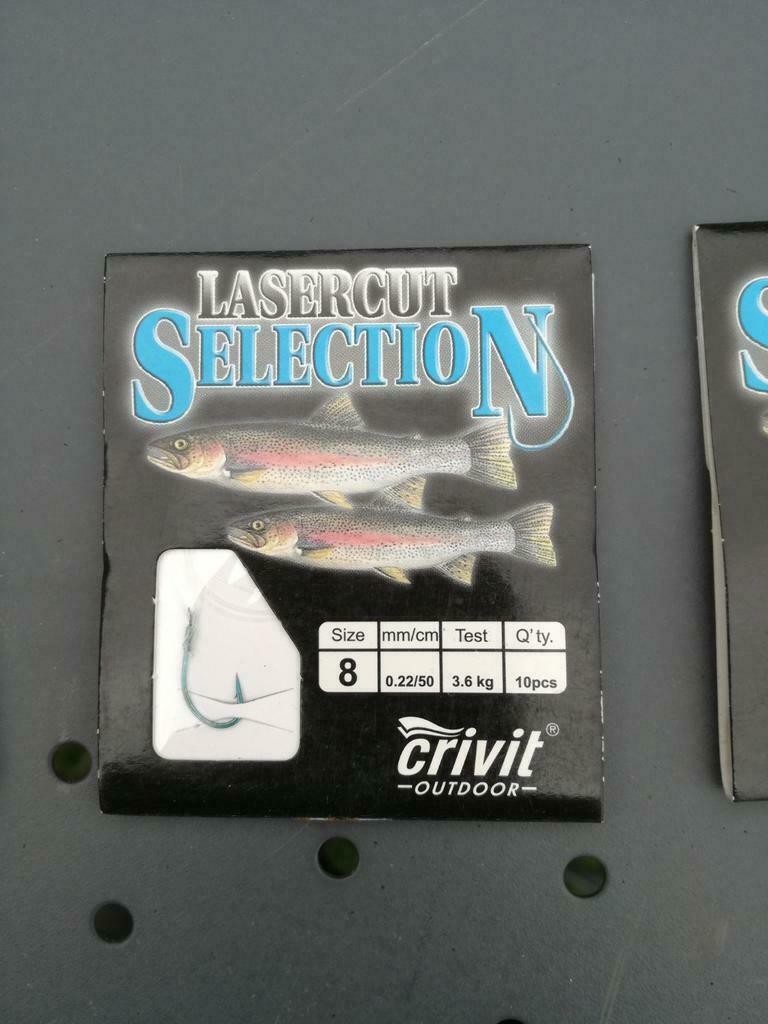 LASERCUT
SELECTION
Size mm/cm Test Q'ty.
8 0.22/50 3.6 kg 10pcs
crivit®
OUTDOOR
S